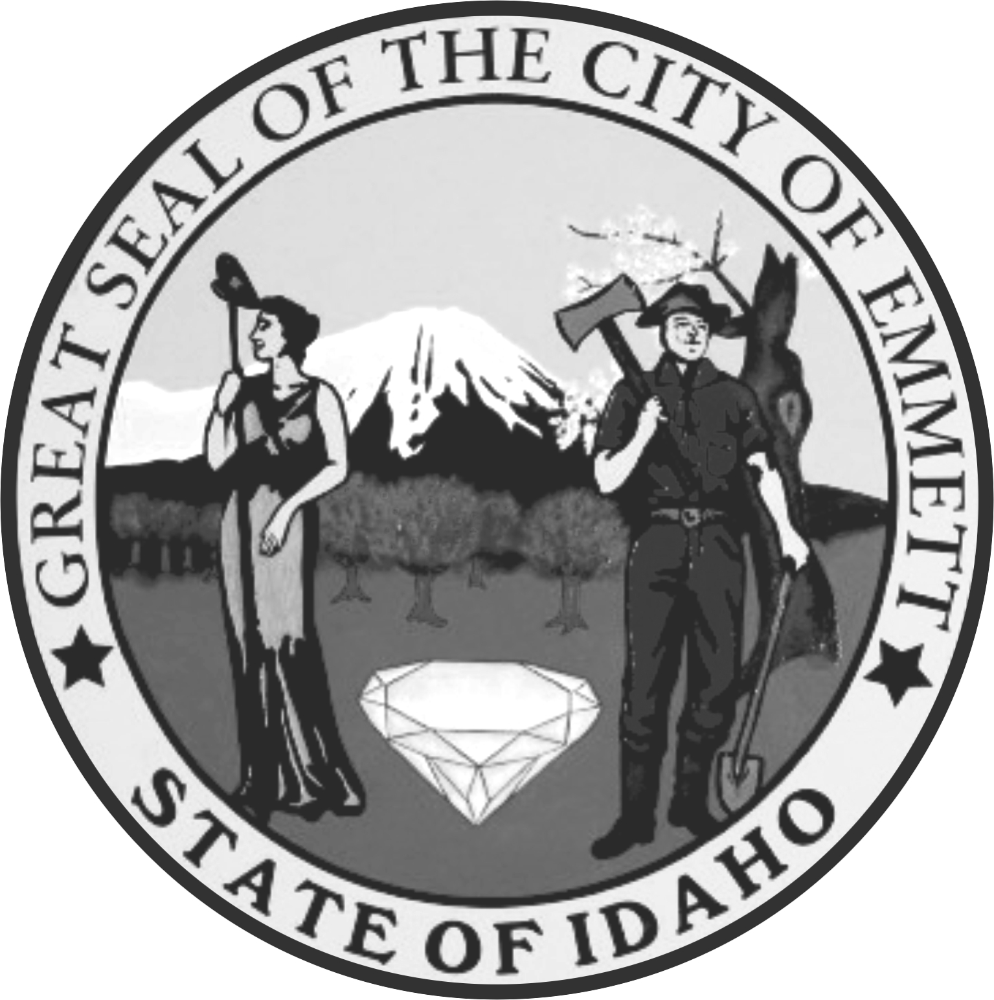 GREAT SEAL OF THE CITY OF EMMETT
STATE OF IDAHO